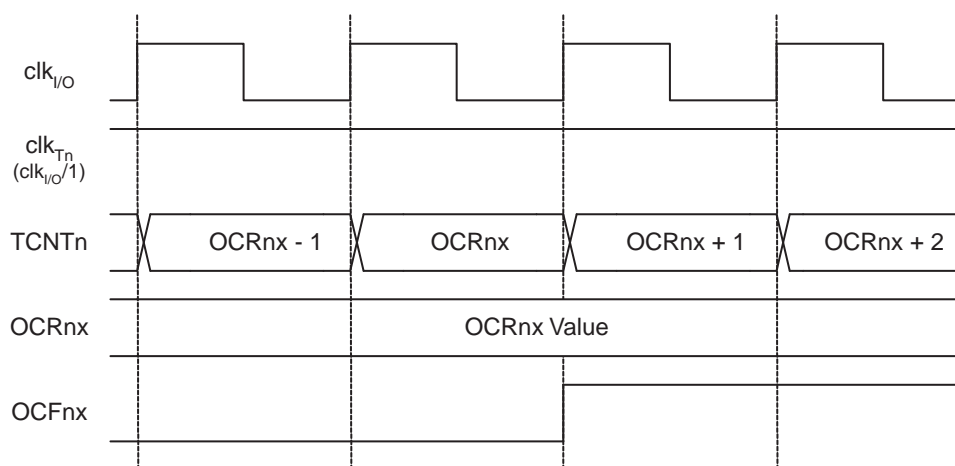 clkI/O
clkTn
(clkI/O/1)
TCNTn OCRnx - 1 OCRnx OCRnx + 1 OCRnx + 2
OCRnx OCRnx Value
OCFnx